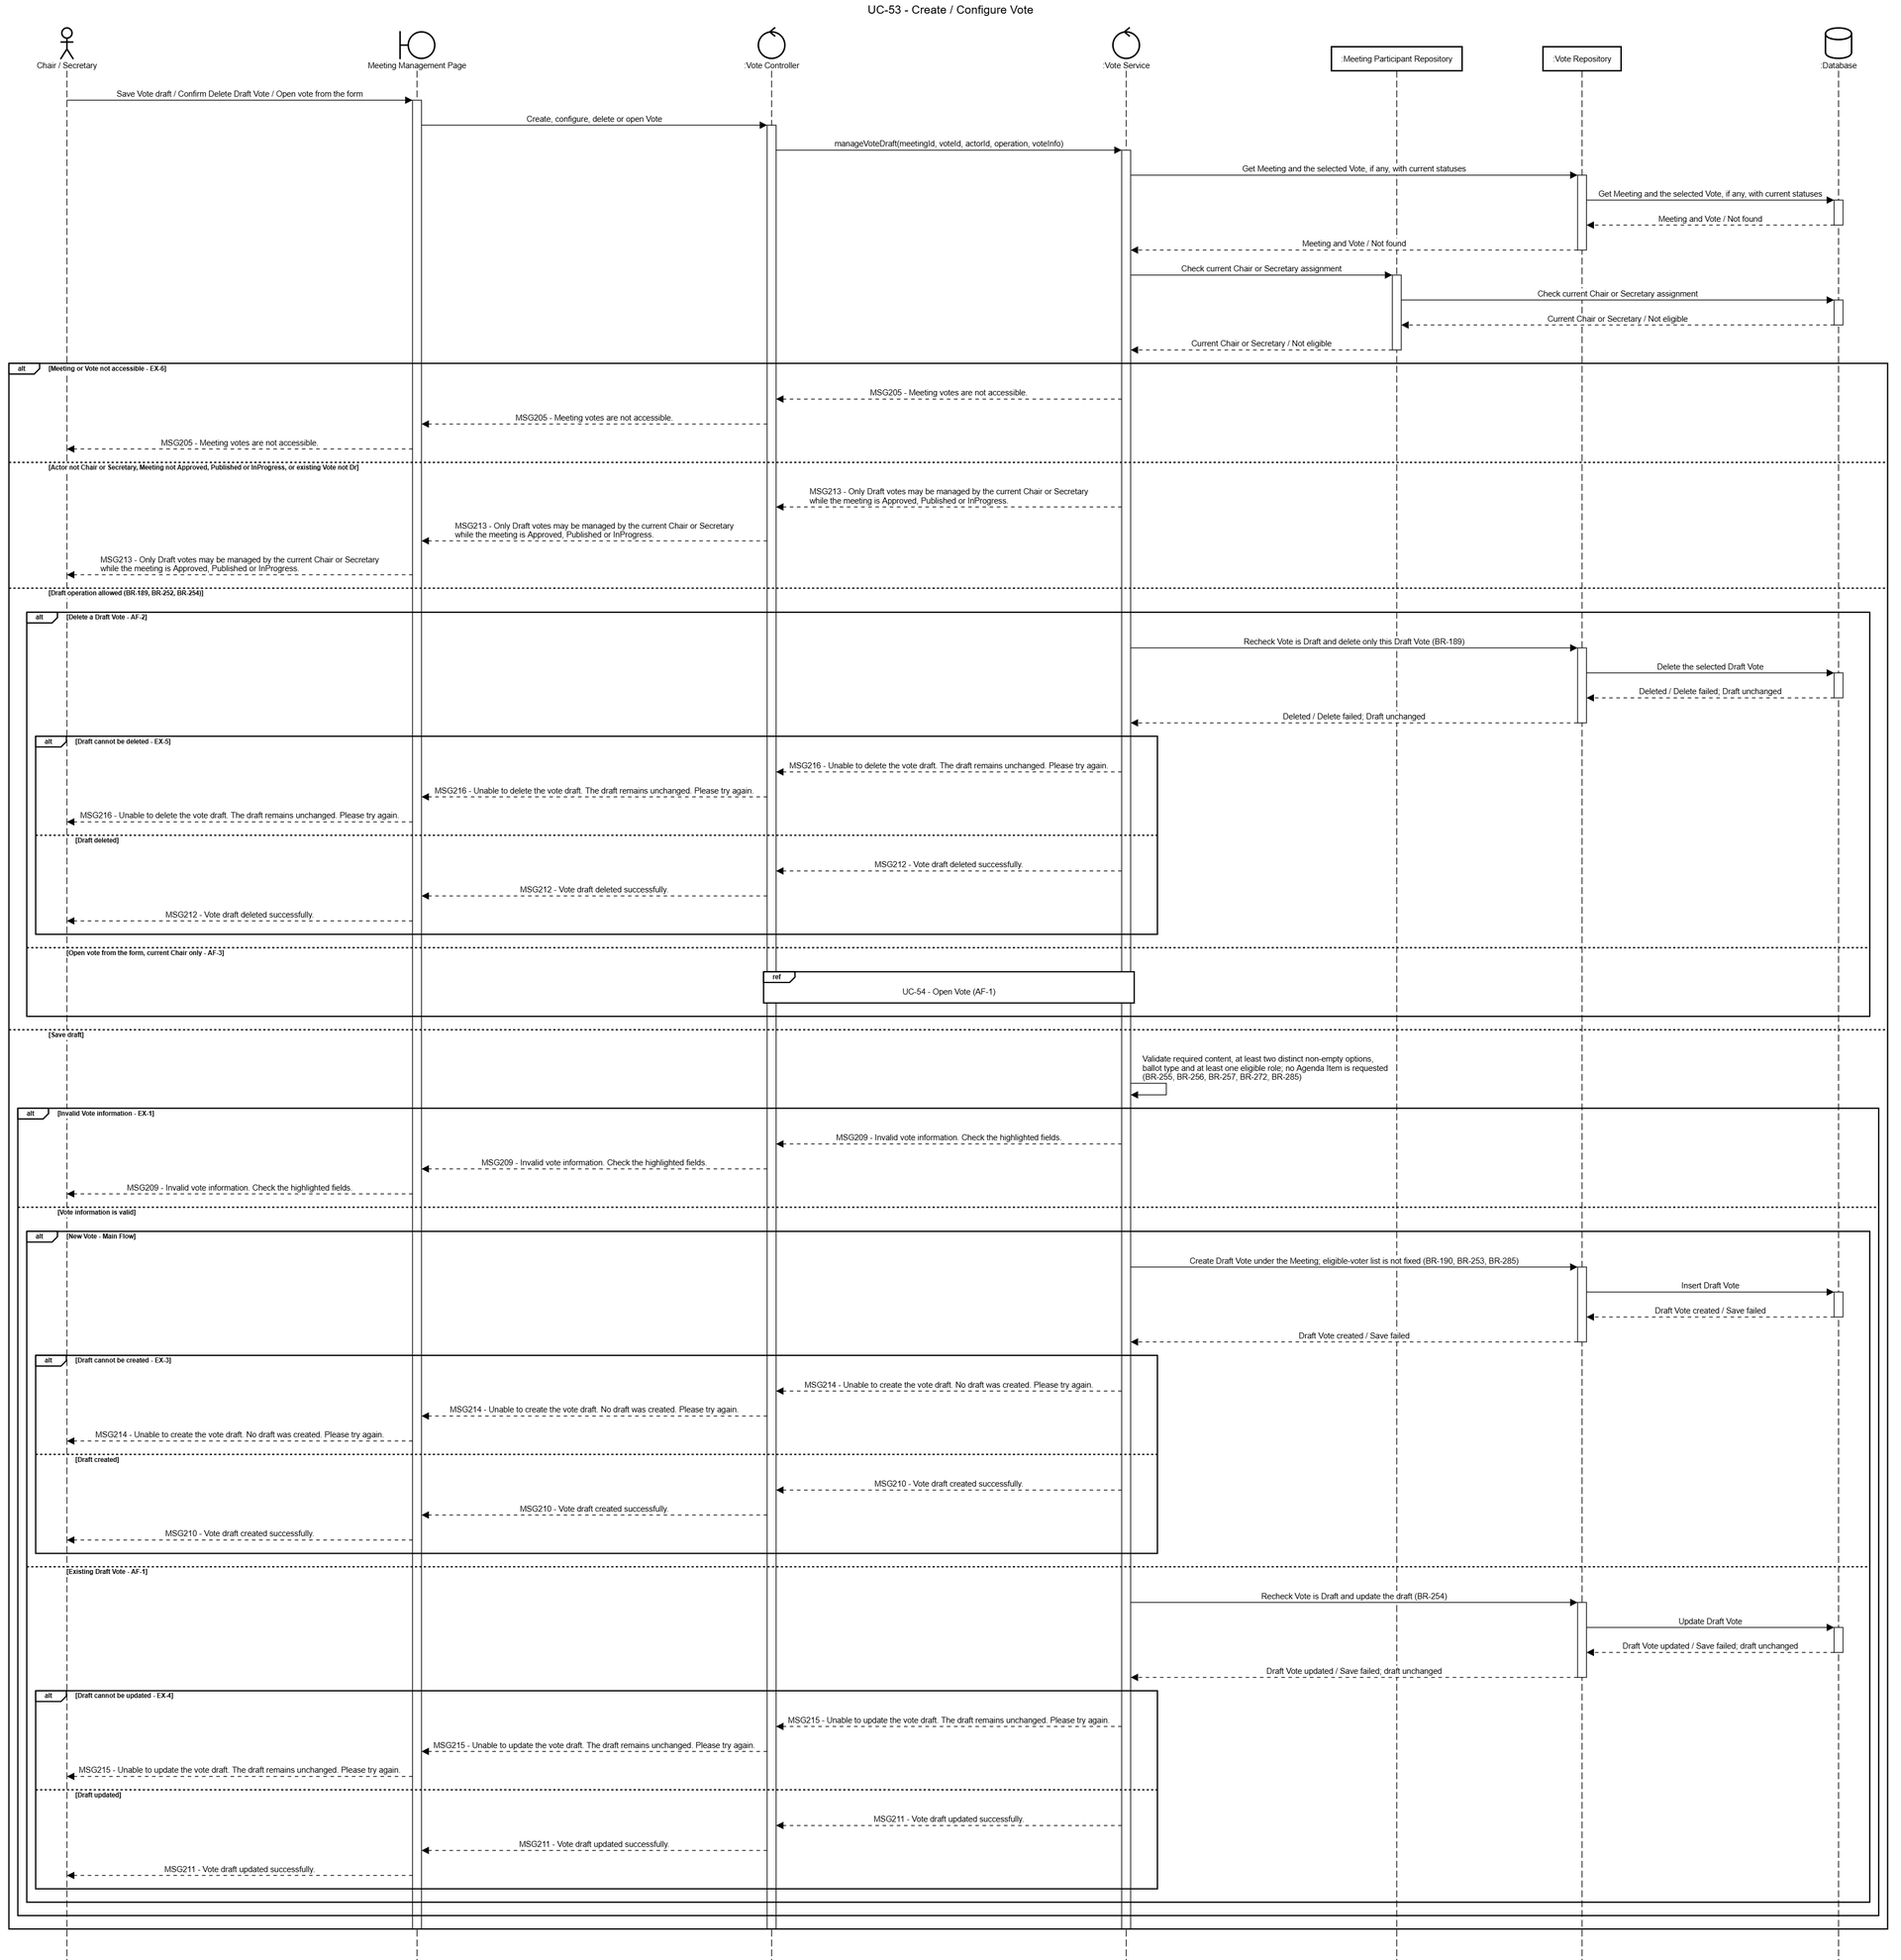 UC-53 - Create / Configure Vote
Chair / Secretary
Meeting Management Page
:Vote Controller
:Vote Service
:Meeting Participant Repository
:Vote Repository
:Database
Save Vote draft / Confirm Delete Draft Vote / Open vote from the form
Create, configure, delete or open Vote
manageVoteDraft(meetingId, voteId, actorId, operation, voteInfo)
Get Meeting and the selected Vote, if any, with current statuses
Get Meeting and the selected Vote, if any, with current statuses
Meeting and Vote / Not found
Meeting and Vote / Not found
Check current Chair or Secretary assignment
Check current Chair or Secretary assignment
Current Chair or Secretary / Not eligible
Current Chair or Secretary / Not eligible
alt [Meeting or Vote not accessible - EX-6]
MSG205 - Meeting votes are not accessible.
MSG205 - Meeting votes are not accessible.
MSG205 - Meeting votes are not accessible.
[Actor not Chair or Secretary, Meeting not Approved, Published or InProgress, or existing Vote not Dr]
MSG213 - Only Draft votes may be managed by the current Chair or Secretary
while the meeting is Approved, Published or InProgress.
MSG213 - Only Draft votes may be managed by the current Chair or Secretary
while the meeting is Approved, Published or InProgress.
MSG213 - Only Draft votes may be managed by the current Chair or Secretary
while the meeting is Approved, Published or InProgress.
[Draft operation allowed (BR-189, BR-252, BR-254)]
alt [Delete a Draft Vote - AF-2]
Recheck Vote is Draft and delete only this Draft Vote (BR-189)
Delete the selected Draft Vote
Deleted / Delete failed; Draft unchanged
Deleted / Delete failed; Draft unchanged
alt [Draft cannot be deleted - EX-5]
MSG216 - Unable to delete the vote draft. The draft remains unchanged. Please try again.
MSG216 - Unable to delete the vote draft. The draft remains unchanged. Please try again.
MSG216 - Unable to delete the vote draft. The draft remains unchanged. Please try again.
[Draft deleted]
MSG212 - Vote draft deleted successfully.
MSG212 - Vote draft deleted successfully.
MSG212 - Vote draft deleted successfully.
[Open vote from the form, current Chair only - AF-3]
ref
UC-54 - Open Vote (AF-1)
[Save draft]
Validate required content, at least two distinct non-empty options,
ballot type and at least one eligible role; no Agenda Item is requested
(BR-255, BR-256, BR-257, BR-272, BR-285)
alt [Invalid Vote information - EX-1]
MSG209 - Invalid vote information. Check the highlighted fields.
MSG209 - Invalid vote information. Check the highlighted fields.
MSG209 - Invalid vote information. Check the highlighted fields.
[Vote information is valid]
alt [New Vote - Main Flow]
Create Draft Vote under the Meeting; eligible-voter list is not fixed (BR-190, BR-253, BR-285)
Insert Draft Vote
Draft Vote created / Save failed
Draft Vote created / Save failed
alt [Draft cannot be created - EX-3]
MSG214 - Unable to create the vote draft. No draft was created. Please try again.
MSG214 - Unable to create the vote draft. No draft was created. Please try again.
MSG214 - Unable to create the vote draft. No draft was created. Please try again.
[Draft created]
MSG210 - Vote draft created successfully.
MSG210 - Vote draft created successfully.
MSG210 - Vote draft created successfully.
[Existing Draft Vote - AF-1]
Recheck Vote is Draft and update the draft (BR-254)
Update Draft Vote
Draft Vote updated / Save failed; draft unchanged
Draft Vote updated / Save failed; draft unchanged
alt [Draft cannot be updated - EX-4]
MSG215 - Unable to update the vote draft. The draft remains unchanged. Please try again.
MSG215 - Unable to update the vote draft. The draft remains unchanged. Please try again.
MSG215 - Unable to update the vote draft. The draft remains unchanged. Please try again.
[Draft updated]
MSG211 - Vote draft updated successfully.
MSG211 - Vote draft updated successfully.
MSG211 - Vote draft updated successfully.